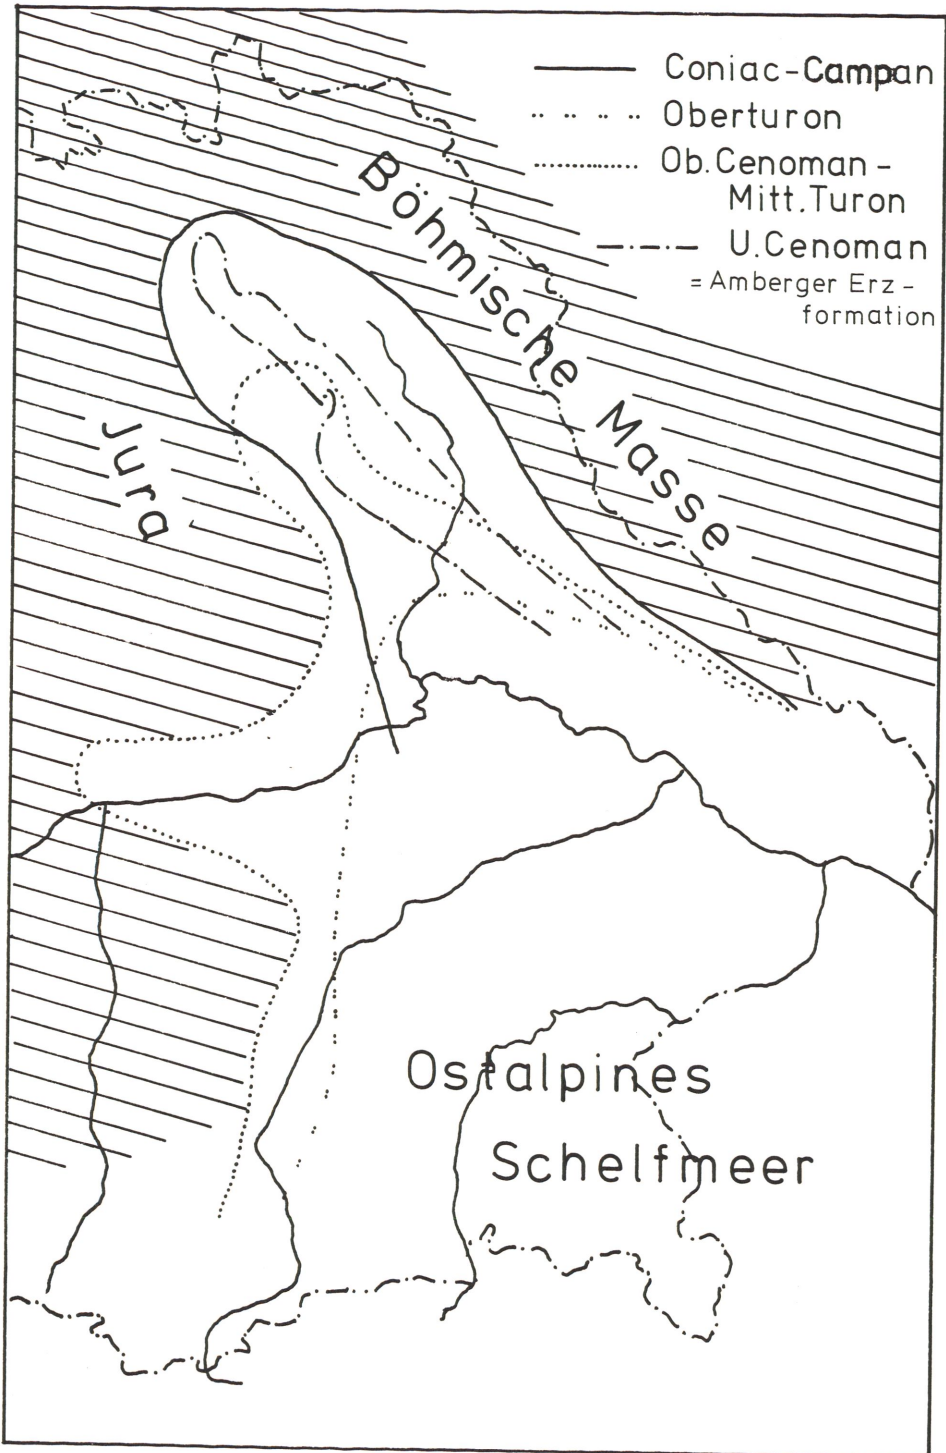 Coniac-Campan
Oberturon
Ob.Cenoman-
Mitt.Turon
U.Cenoman
= Amberger Erz-
formation
Böhmische Masse
Jura
Ostalpines
Schelfmeer